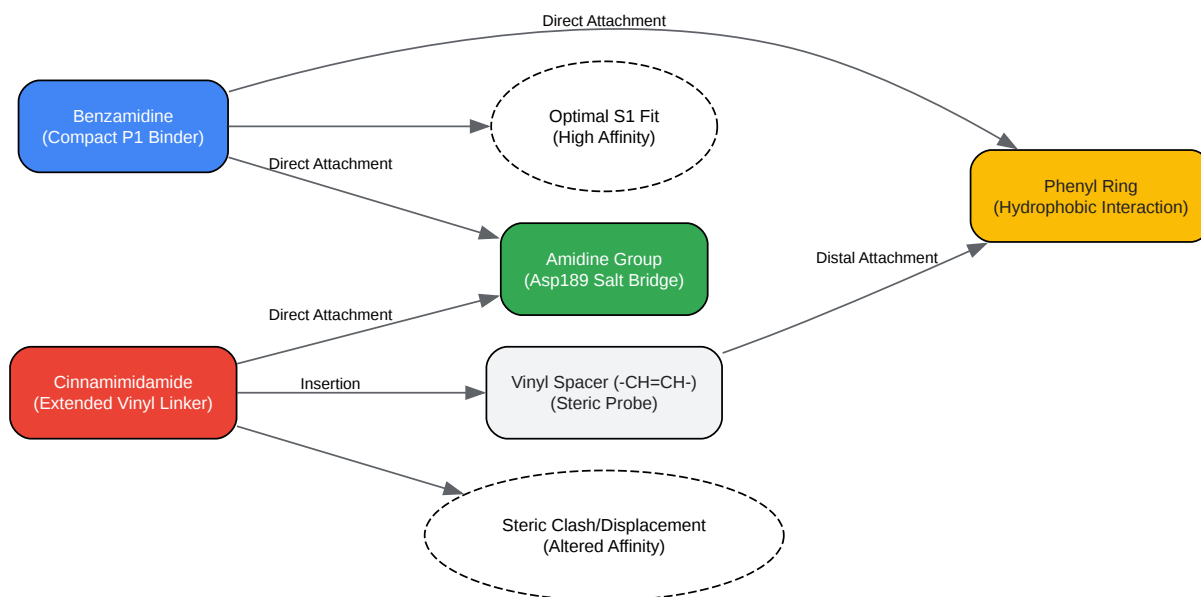 Direct Attachment
Benzamidine
(Compact P1 Binder)
Optimal S1 Fit
(High Affinity)
Direct Attachment
Phenyl Ring
(Hydrophobic Interaction)
Amidine Group
(Asp189 Salt Bridge)
Distal Attachment
Direct Attachment
Cinnamimidamide
(Extended Vinyl Linker)
Insertion
Vinyl Spacer (-CH=CH-)
(Steric Probe)
Steric Clash/Displacement
(Altered Affinity)